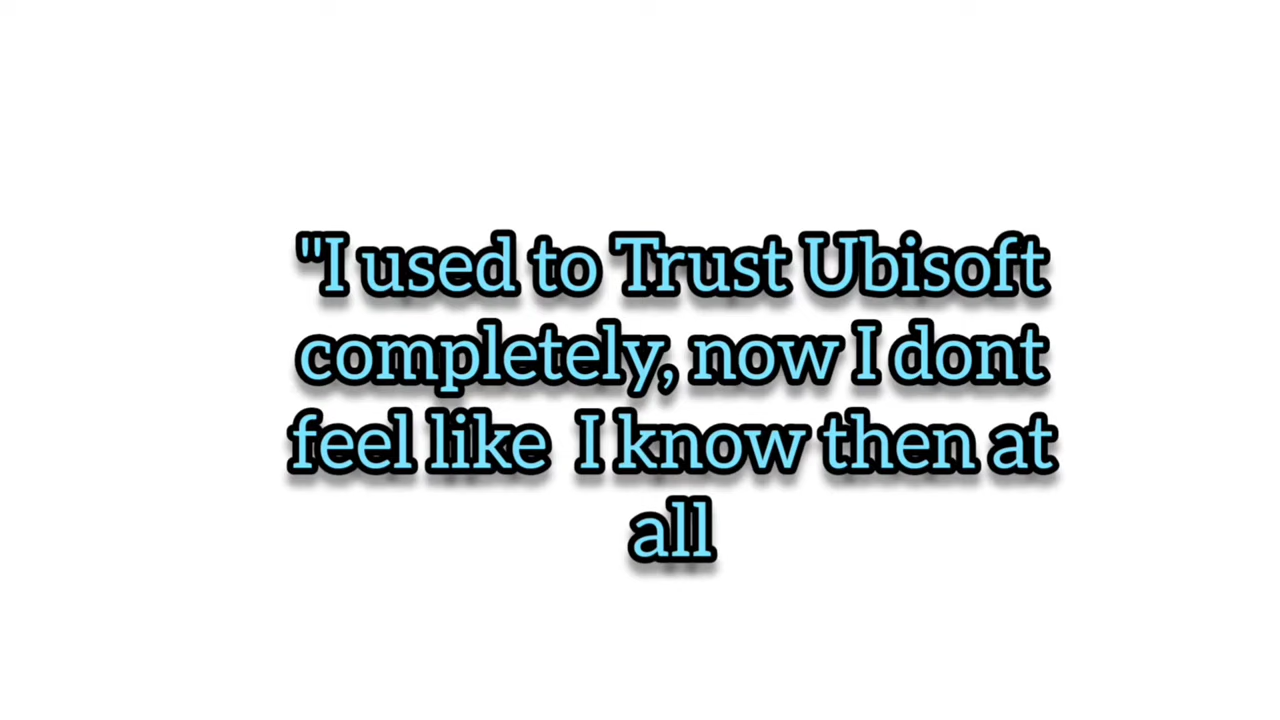 "I used to Trust Ubisoft
completely, now I dont
feel like  I know then at
all